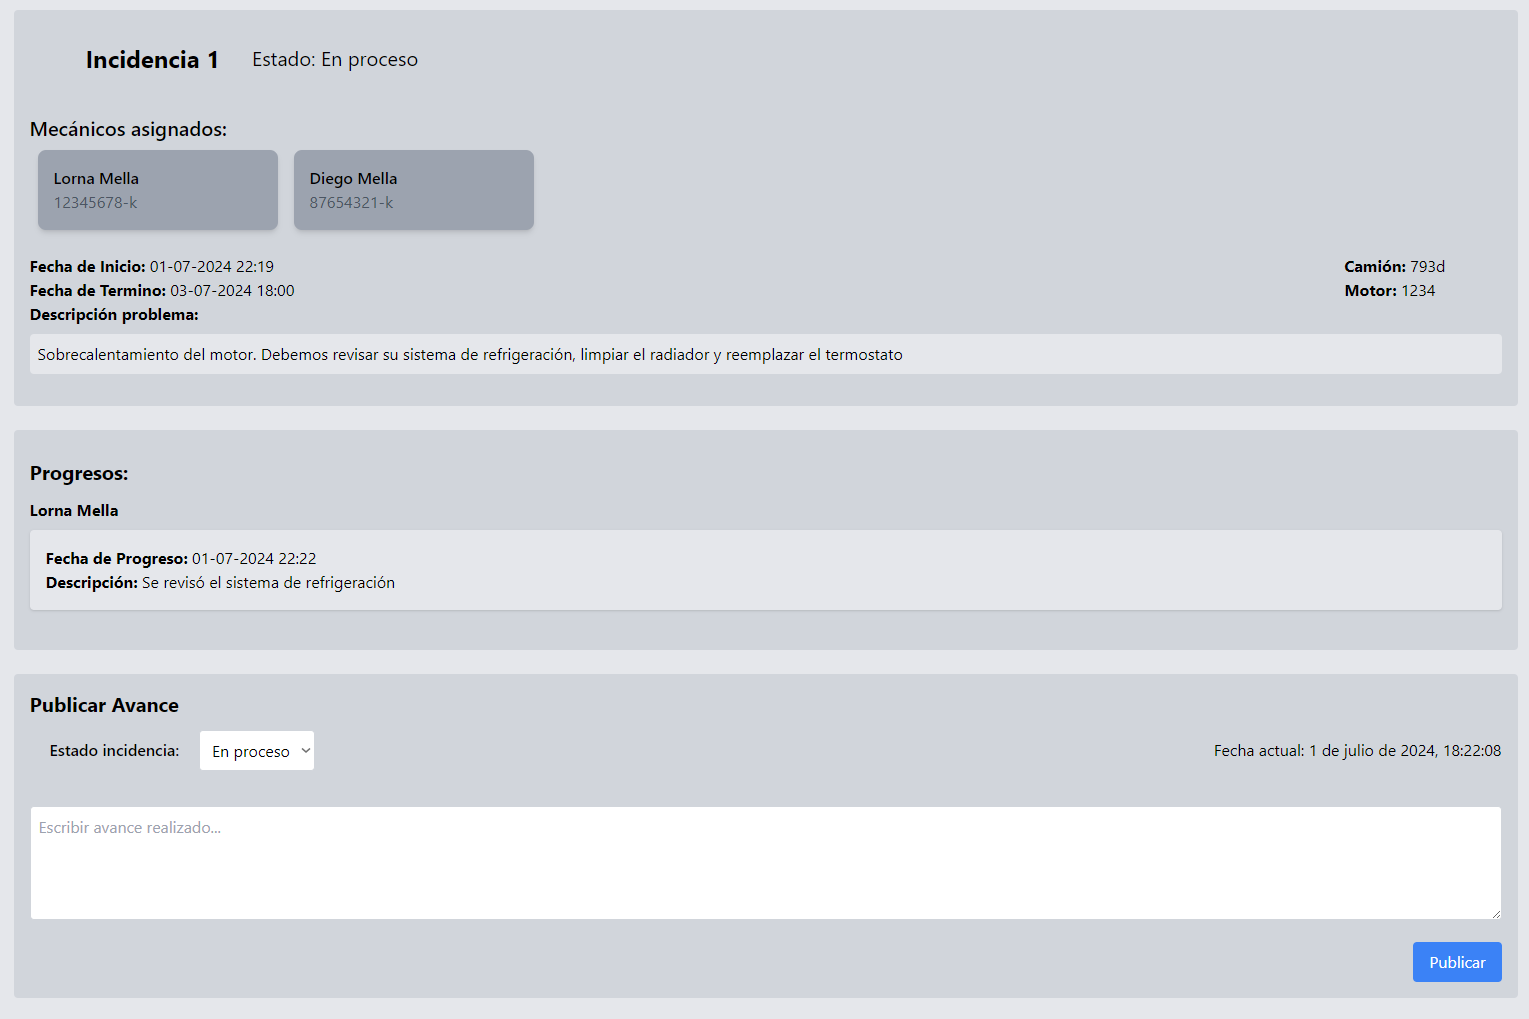 Incidencia 1 Estado: En proceso
Mecánicos asignados:
Lorna Mella
12345678-k
Diego Mella
87654321-k
Fecha de Inicio: 01-07-2024 22:19
Fecha de Termino: 03-07-2024 18:00
Camión: 793d
Motor: 1234
Descripción problema:
Sobrecalentamiento del motor. Debemos revisar su sistema de refrigeración, limpiar el radiador y reemplazar el termostato
Progresos:
Lorna Mella
Fecha de Progreso: 01-07-2024 22:22
Descripción: Se revisó el sistema de refrigeración
Publicar Avance
Estado incidencia: En proceso
Fecha actual: 1 de julio de 2024, 18:22:08
Escribir avance realizado...
Publicar